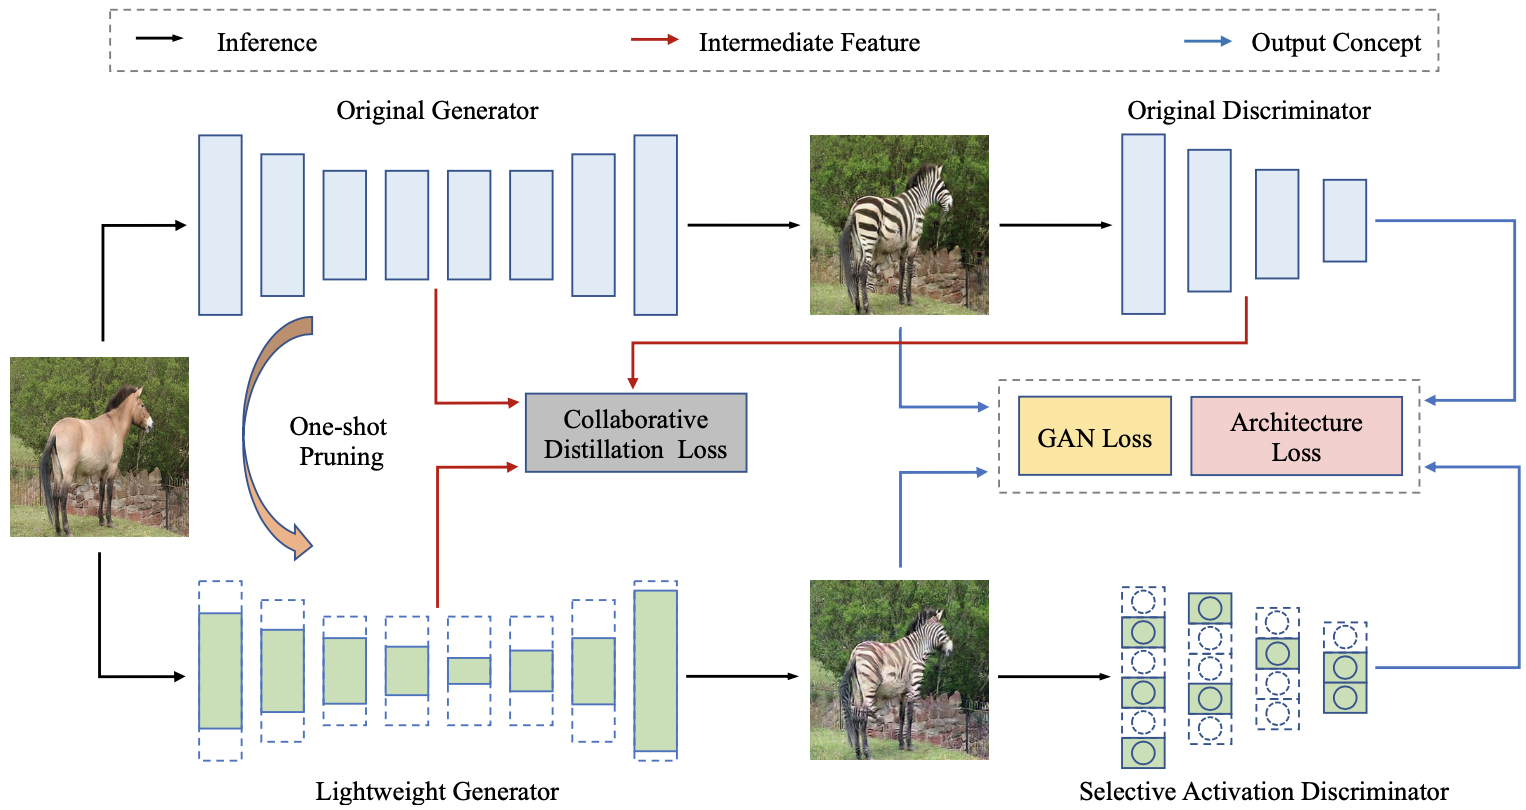 Inference
Intermediate Feature
Output Concept
Original Generator
Original Discriminator
One-shot
Pruning
Collaborative
Distillation Loss
GAN Loss
Architecture
Loss
Lightweight Generator
Selective Activation Discriminator